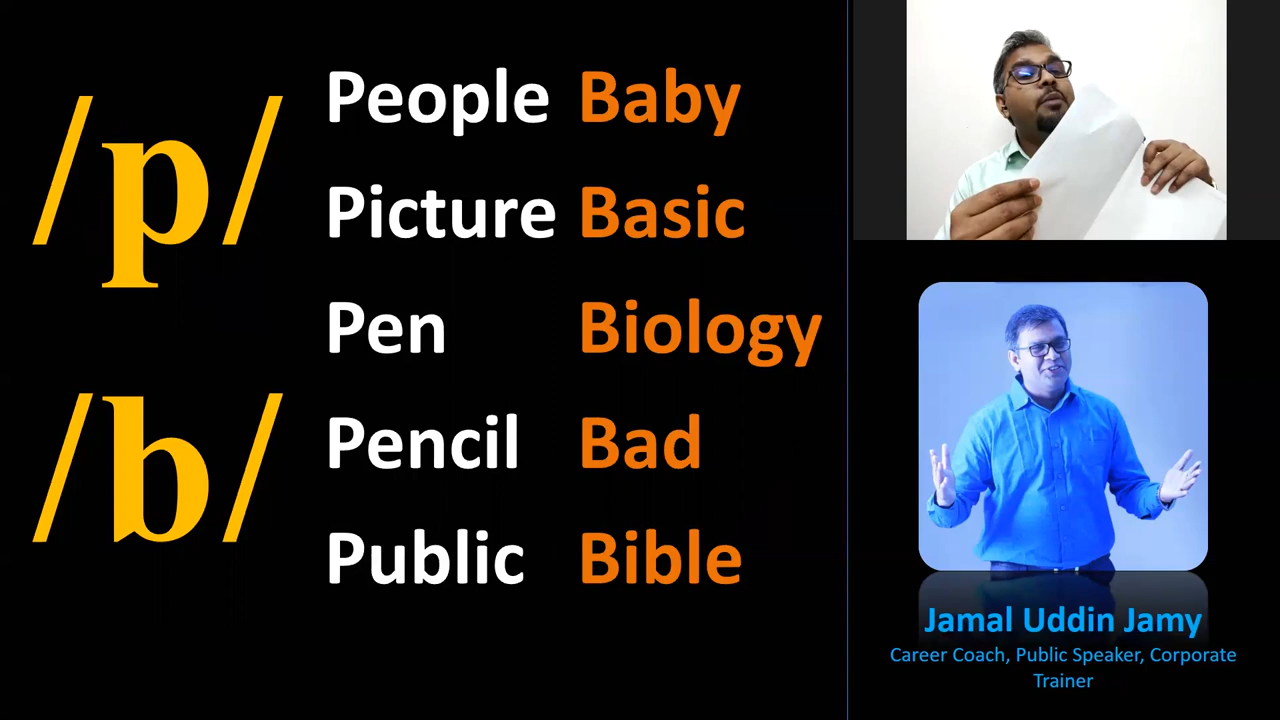 /p/
/b/
People Baby
Picture Basic
Pen Biology
Pencil Bad
Public Bible
Jamal Uddin Jamy
Career Coach, Public Speaker, Corporate
Trainer